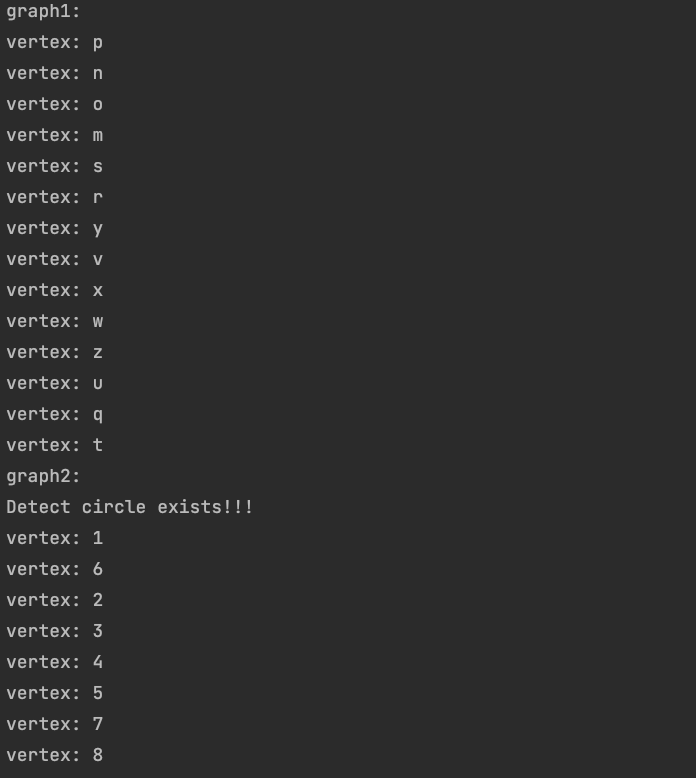 graph1:
vertex: p
vertex: n
vertex: o
vertex: m
vertex: s
vertex: r
vertex: y
vertex: v
vertex: x
vertex: w
vertex: z
vertex: u
vertex: q
vertex: t
graph2:
Detect circle exists!!!
vertex: 1
vertex: 6
vertex: 2
vertex: 3
vertex: 4
vertex: 5
vertex: 7
vertex: 8